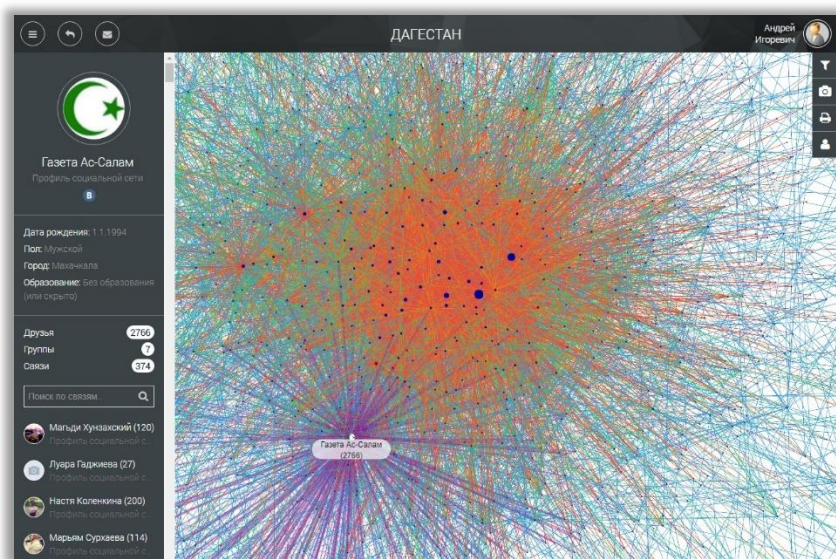 ДАГЕСТАН
Андрей
Игоревич
Газета Ас-Салам
Профиль социальной сети
B
Дата рождения: 1.1.1994
Пол: Мужской
Город: Махачкала
Образование: Без образования
(или скрыто)
Друзья 2766
Группы 7
Связи 374
Поиск по связям..
Магьди Хунзахский (120)
Профиль социальной с...
Луара Гаджиева (27)
Профиль социальной с...
Настя Коленкина (200)
Профиль социальной с...
Марьям Сурхаева (114)
Профиль социальной с...
Газета Ас-Салам
(2766)